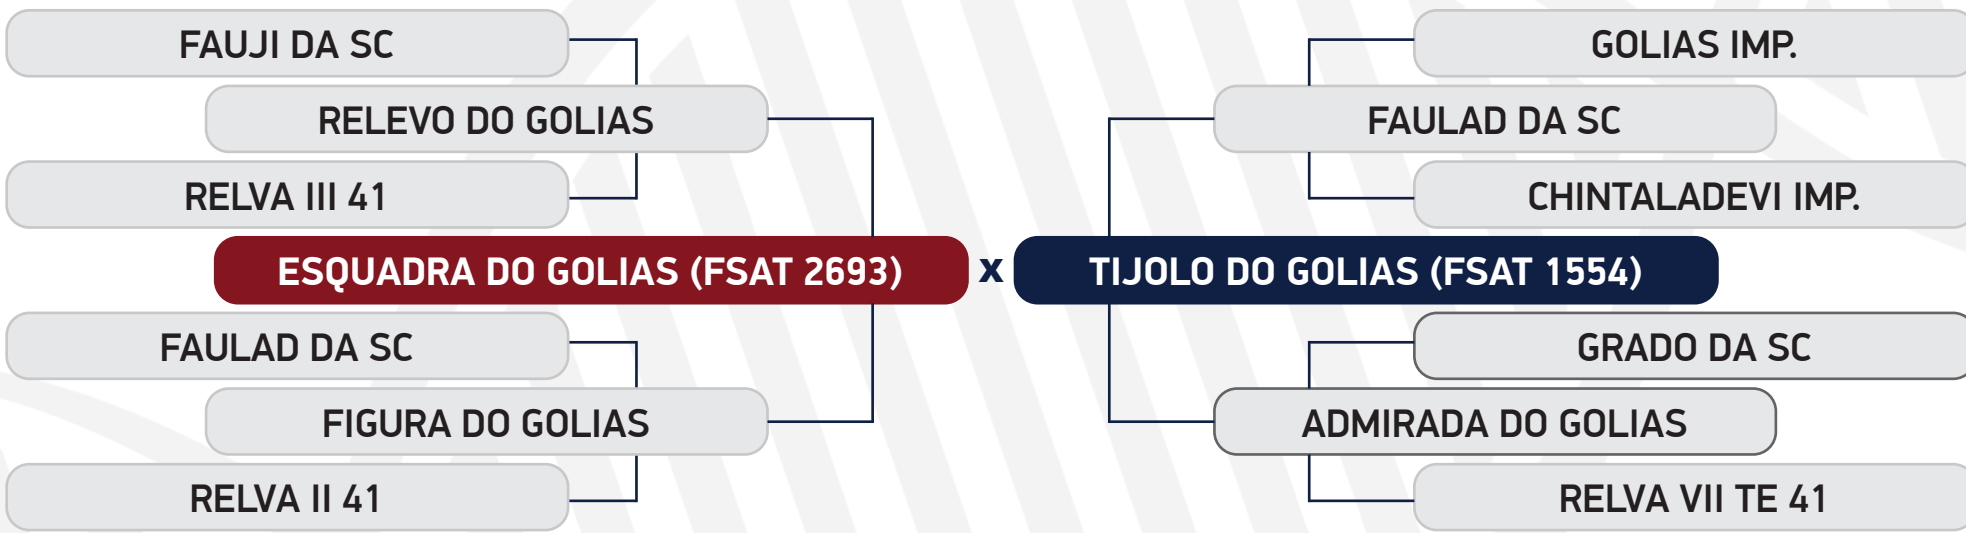 FAUJI DA SC
GOLIAS IMP.
RELEVO DO GOLIAS
FAULAD DA SC
RELVA III 41
CHINTALADEVI IMP.
ESQUADRA DO GOLIAS (FSAT 2693) x TIJOLO DO GOLIAS (FSAT 1554)
FAULAD DA SC
GRADO DA SC
FIGURA DO GOLIAS
ADMIRADA DO GOLIAS
RELVA II 41
RELVA VII TE 41